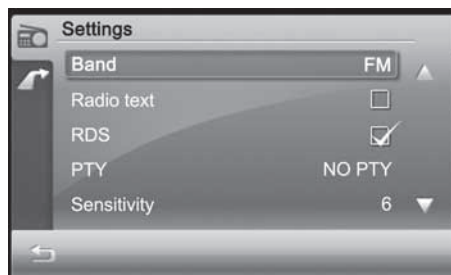 Settings
Band FM
Radio text
RDS
PTY NO PTY
Sensitivity 6